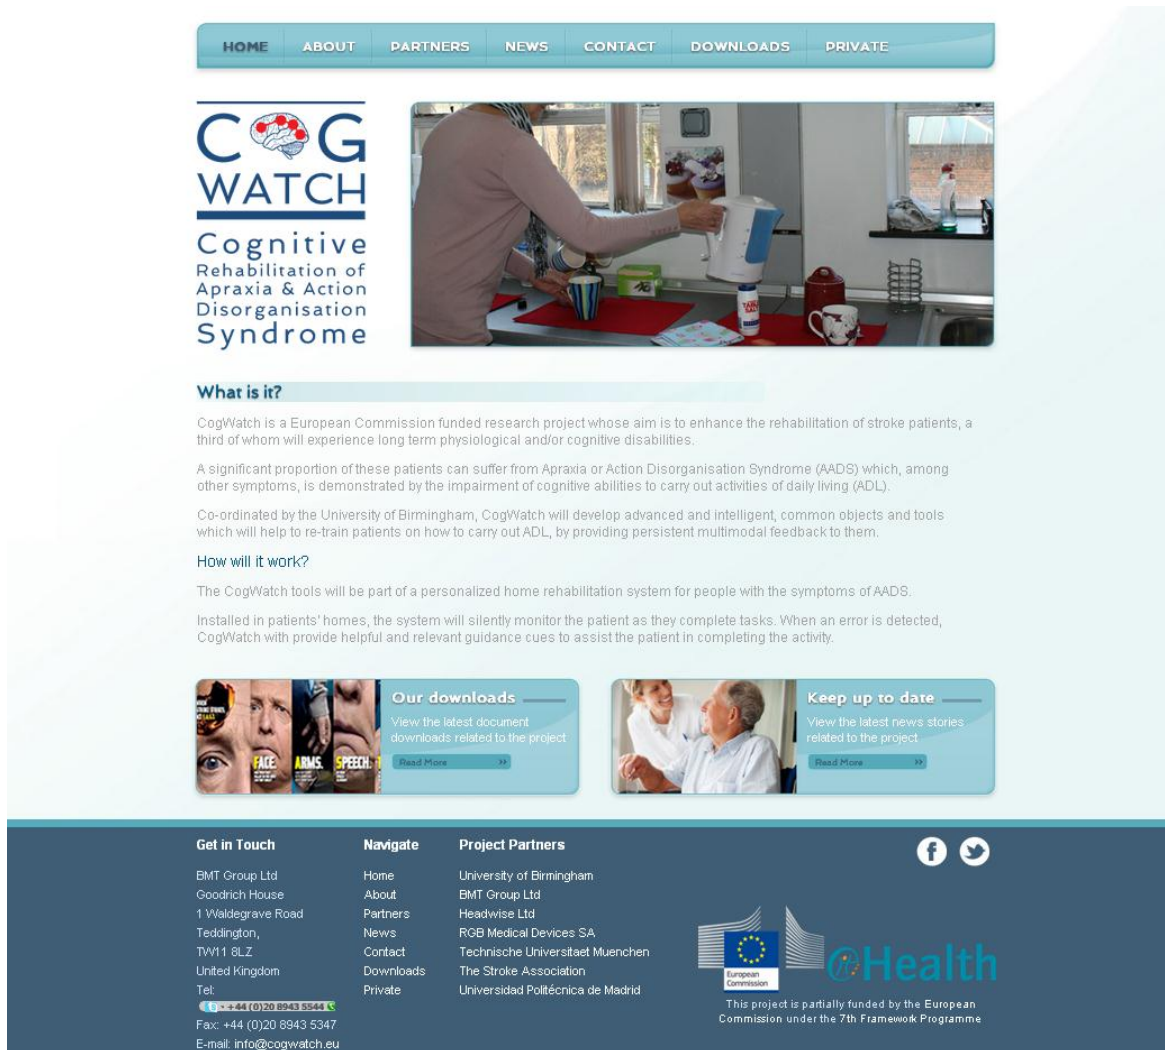 HOME ABOUT PARTNERS NEWS CONTACT DOWNLOADS PRIVATE
COG
WATCH
Cognitive
Rehabilitation of
Apraxia & Action
Disorganisation
Syndrome
What is it?
CogWatch is a European Commission funded research project whose aim is to enhance the rehabilitation of stroke patients, a
third of whom will experience long term physiological and/or cognitive disabilities.
A significant proportion of these patients can suffer from Apraxia or Action Disorganisation Syndrome (AADS) which, among
other symptoms, is demonstrated by the impairment of cognitive abilities to carry out activities of daily living (ADL).
Co-ordinated by the University of Birmingham, CogWatch will develop advanced and intelligent, common objects and tools
which will help to re-train patients on how to carry out ADL, by providing persistent multimodal feedback to them.
How will it work?
The CogWatch tools will be part of a personalized home rehabilitation system for people with the symptoms of AADS.
Installed in patients' homes, the system will silently monitor the patient as they complete tasks. When an error is detected,
CogWatch with provide helpful and relevant guidance cues to assist the patient in completing the activity.
FACE. ARMS. SPEECH.
Our downloads
View the latest document
downloads related to the project
Read More »
Keep up to date
View the latest news stories
related to the project
Read More »
Get in Touch
BMT Group Ltd
Goodrich House
1 Waldegrave Road
Teddington,
TW11 8LZ
United Kingdom
Tel:
+44 (0)20 8943 5544
Fax: +44 (0)20 8943 5347
E-mail: info@cogwatch.eu
Navigate
Home
About
Partners
News
Contact
Downloads
Private
Project Partners
University of Birmingham
BMT Group Ltd
Headwise Ltd
RGB Medical Devices SA
Technische Universitaet Muenchen
The Stroke Association
Universidad Politécnica de Madrid
European
Commission
eHealth
This project is partially funded by the European
Commission under the 7th Framework Programme